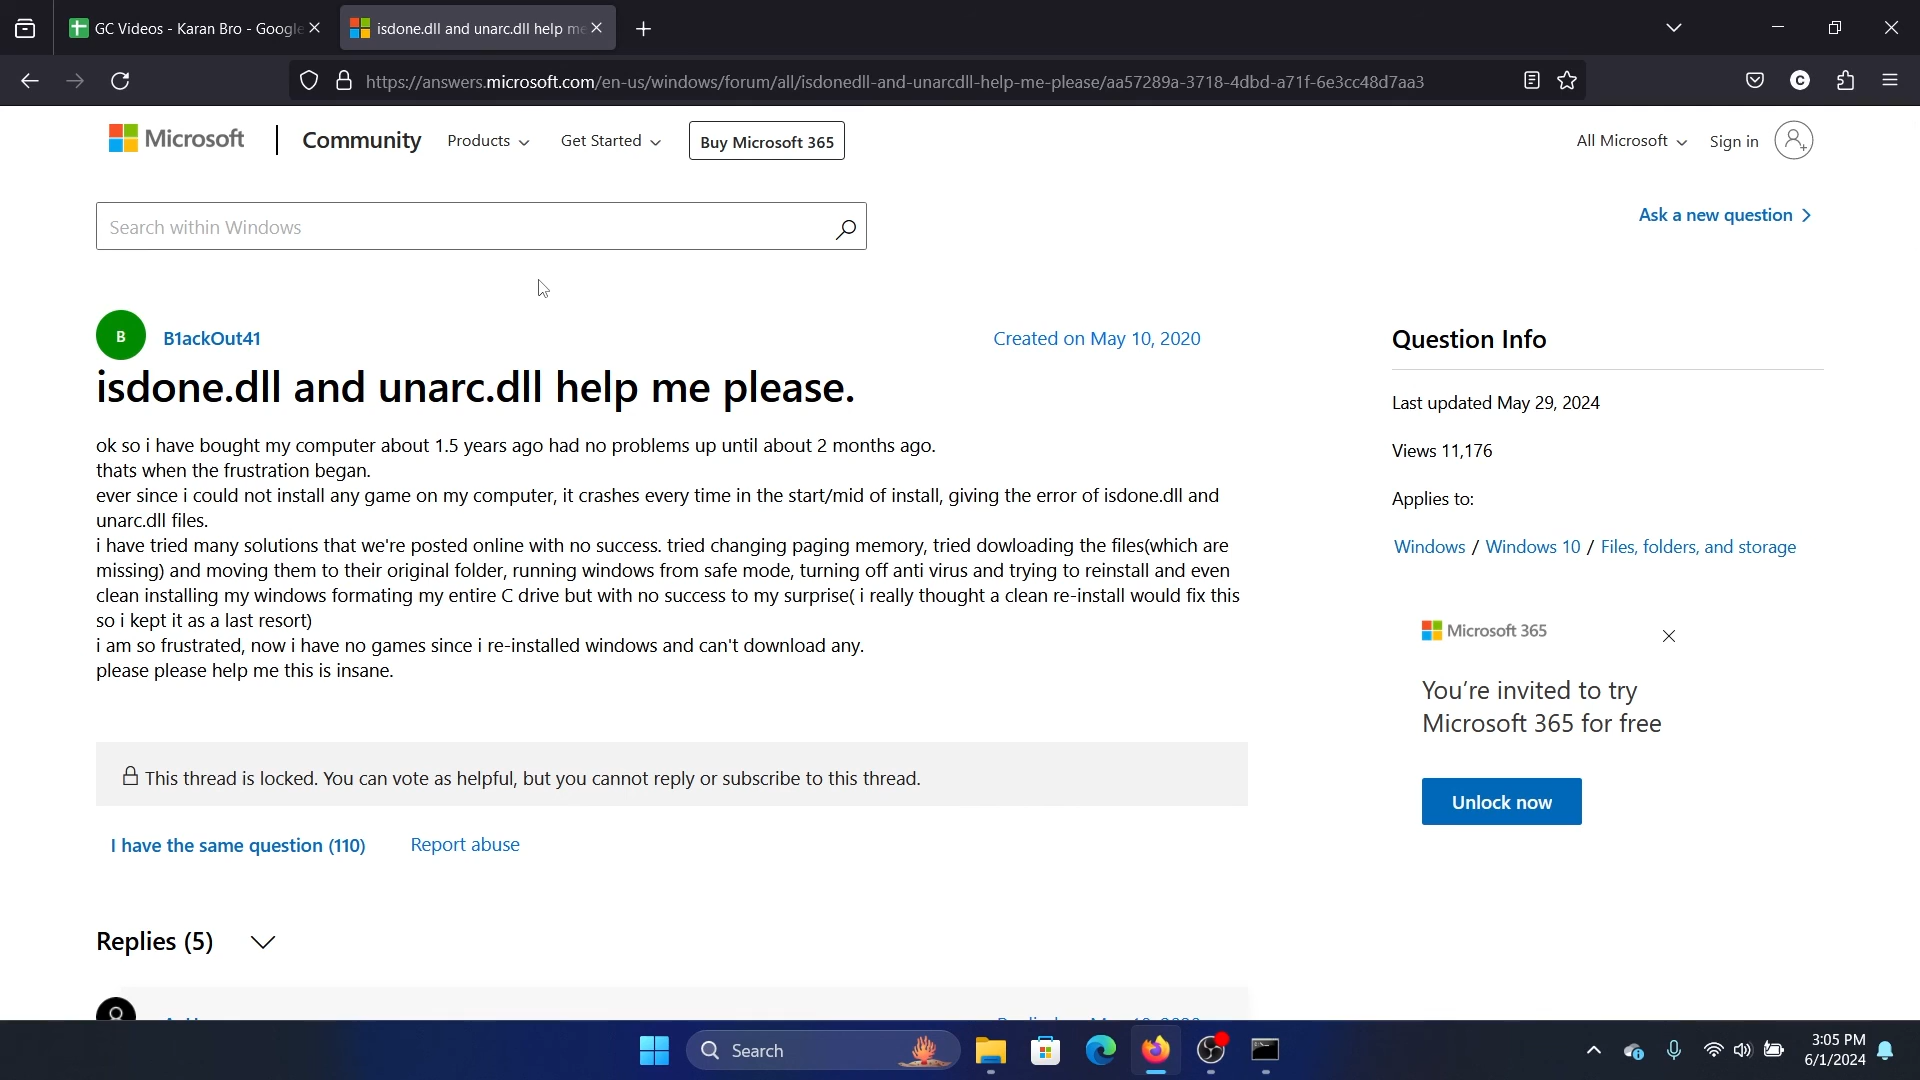 GC Videos - Karan Bro - Google
isdone.dll and unarc.dll help me
https://answers.microsoft.com/en-us/windows/forum/all/isdonedll-and-unarcdll-help-me-please/aa57289a-3718-4dbd-a71f-6e3cc48d7aa3
C
Microsoft
Community
Products
Get Started
Buy Microsoft 365
All Microsoft
Sign in
Search within Windows
Ask a new question
B
B1ackOut41
Created on May 10, 2020
isdone.dll and unarc.dll help me please.
ok so i have bought my computer about 1.5 years ago had no problems up until about 2 months ago.
thats when the frustration began.
ever since i could not install any game on my computer, it crashes every time in the start/mid of install, giving the error of isdone.dll and
unarc.dll files.
i have tried many solutions that we're posted online with no success. tried changing paging memory, tried dowloading the files(which are
missing) and moving them to their original folder, running windows from safe mode, turning off anti virus and trying to reinstall and even
clean installing my windows formating my entire C drive but with no success to my surprise( i really thought a clean re-install would fix this
so i kept it as a last resort)
i am so frustrated, now i have no games since i re-installed windows and can't download any.
please please help me this is insane.
This thread is locked. You can vote as helpful, but you cannot reply or subscribe to this thread.
I have the same question (110)
Report abuse
Replies (5)
Question Info
Last updated May 29, 2024
Views 11,176
Applies to:
Windows / Windows 10 / Files, folders, and storage
Microsoft 365
You're invited to try
Microsoft 365 for free
Unlock now
Search
3:05 PM
6/1/2024